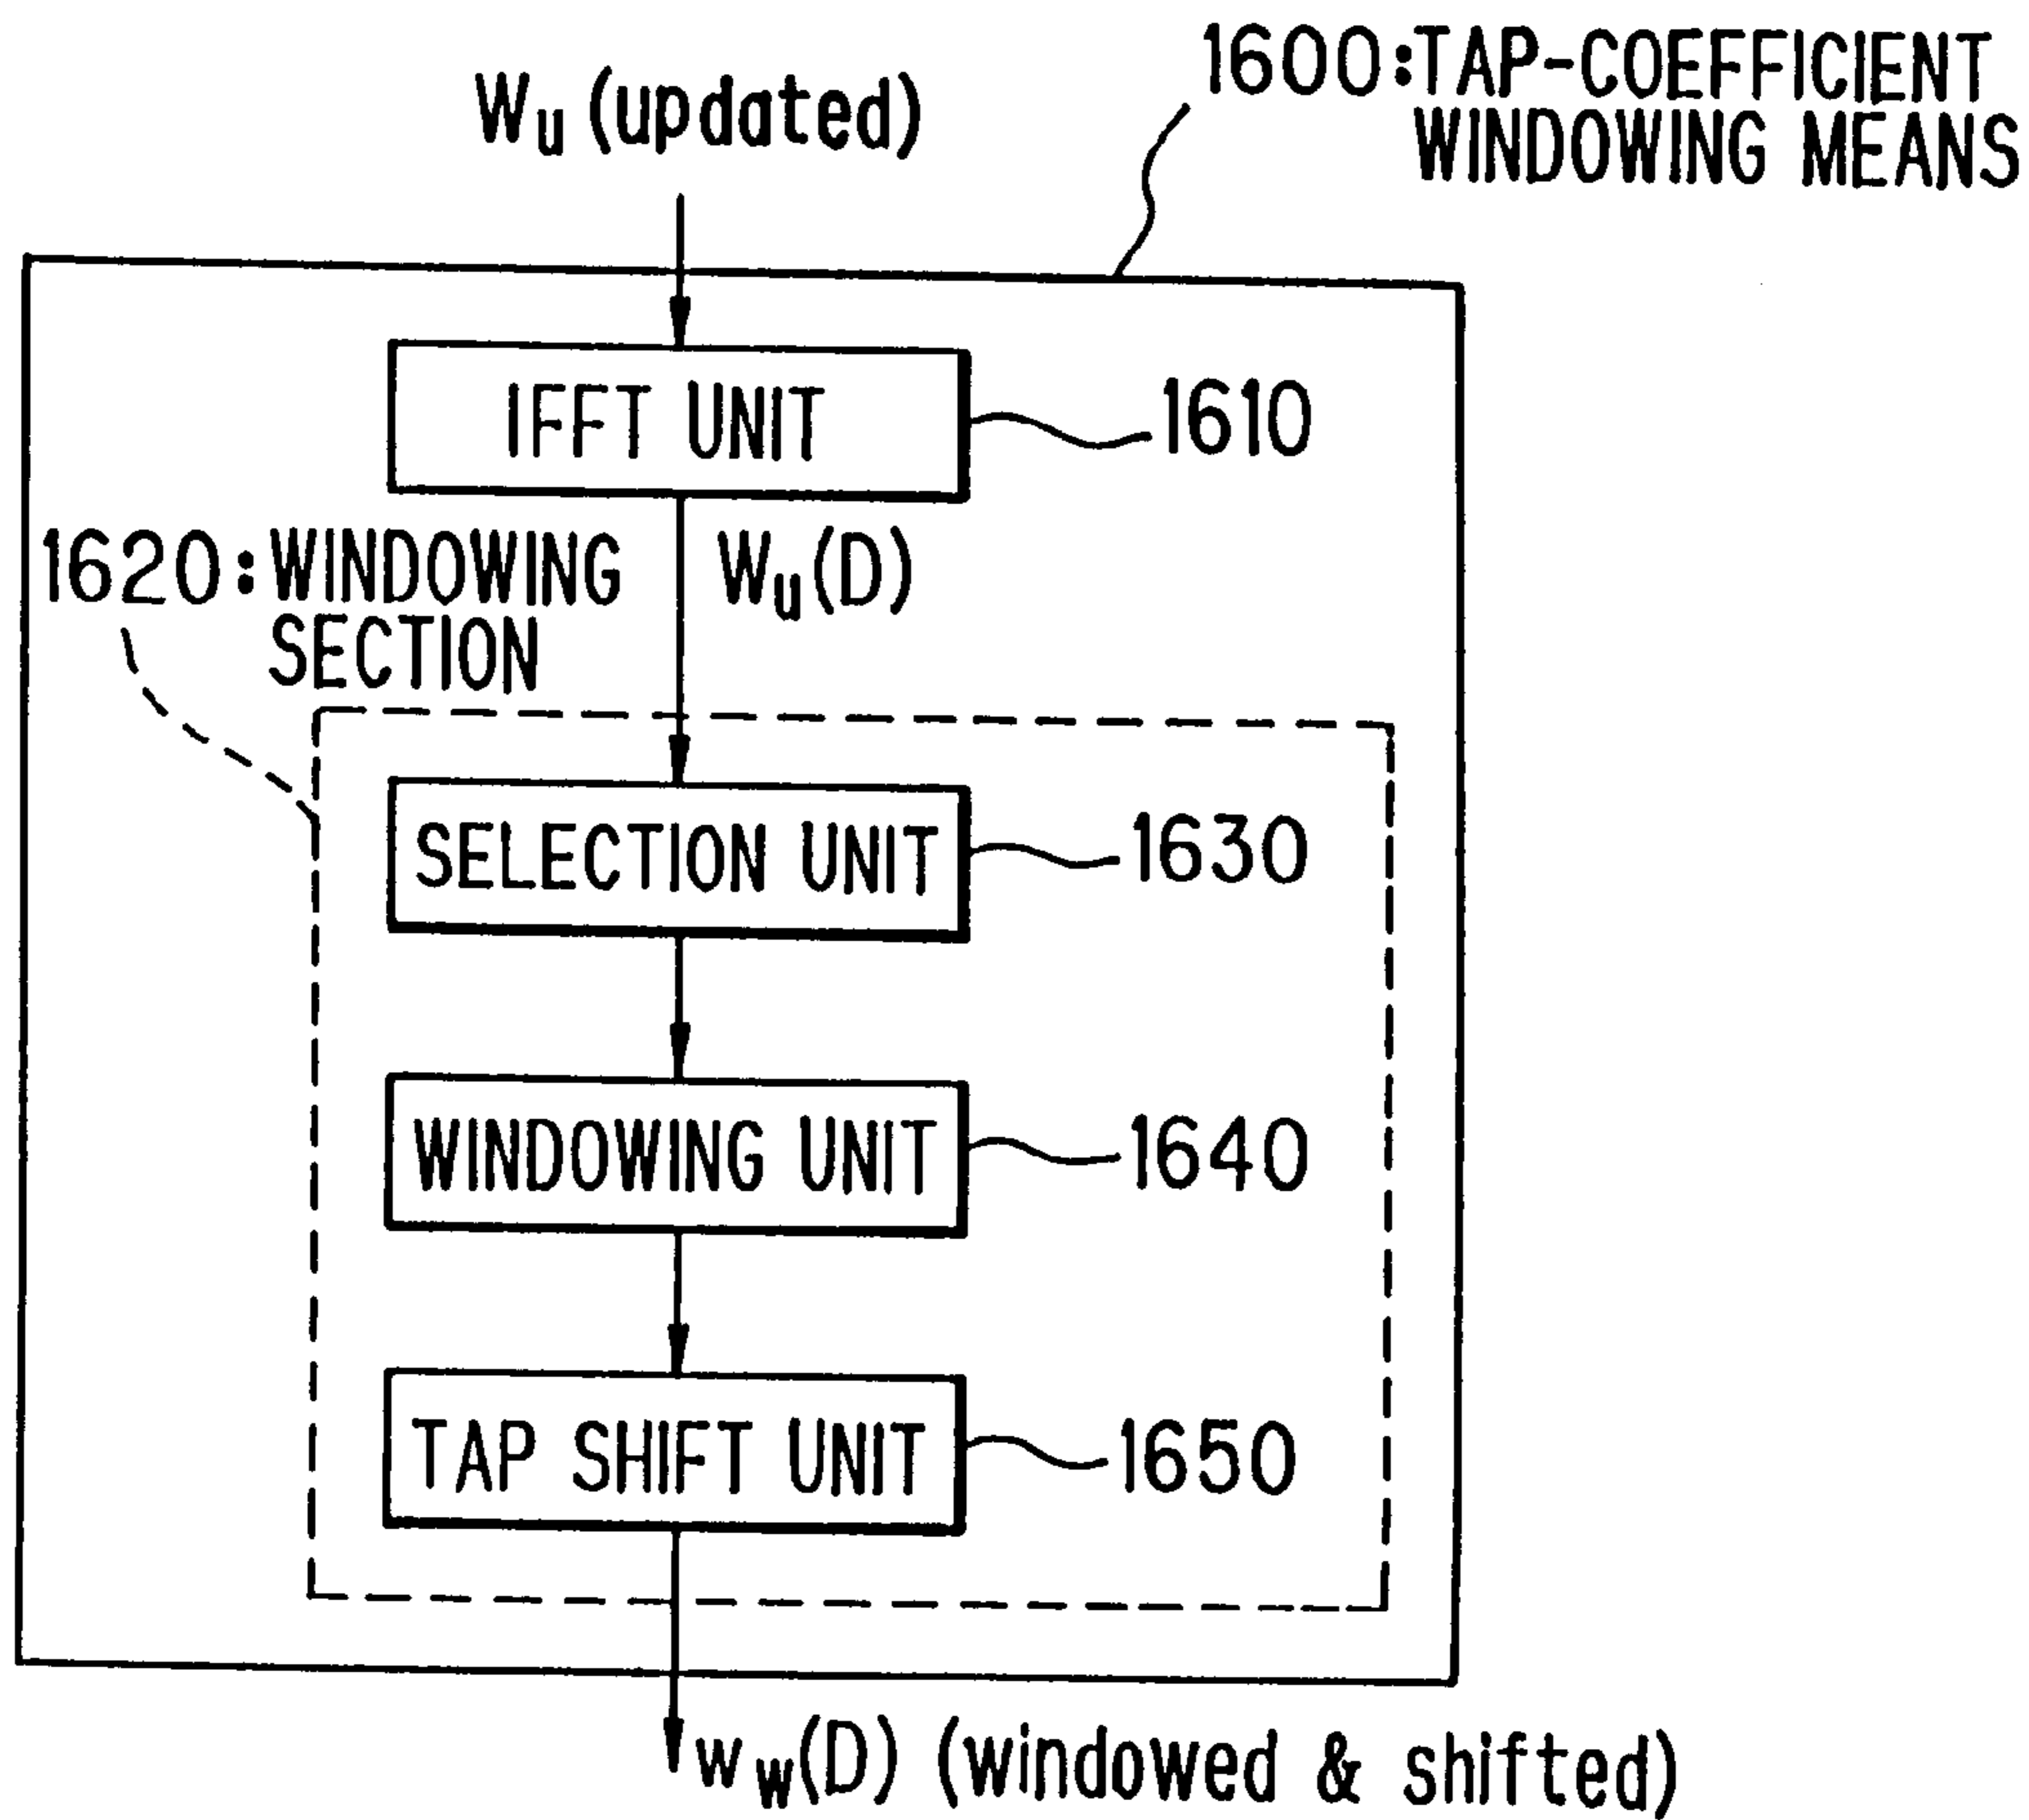 1600:TAP-COEFFICIENT
WINDOWING MEANS
Wu (updated)
IFFT UNIT
1610
1620:WINDOWING
SECTION
Wu(D)
SELECTION UNIT
1630
WINDOWING UNIT
1640
TAP SHIFT UNIT
1650
ww(D) (windowed & shifted)